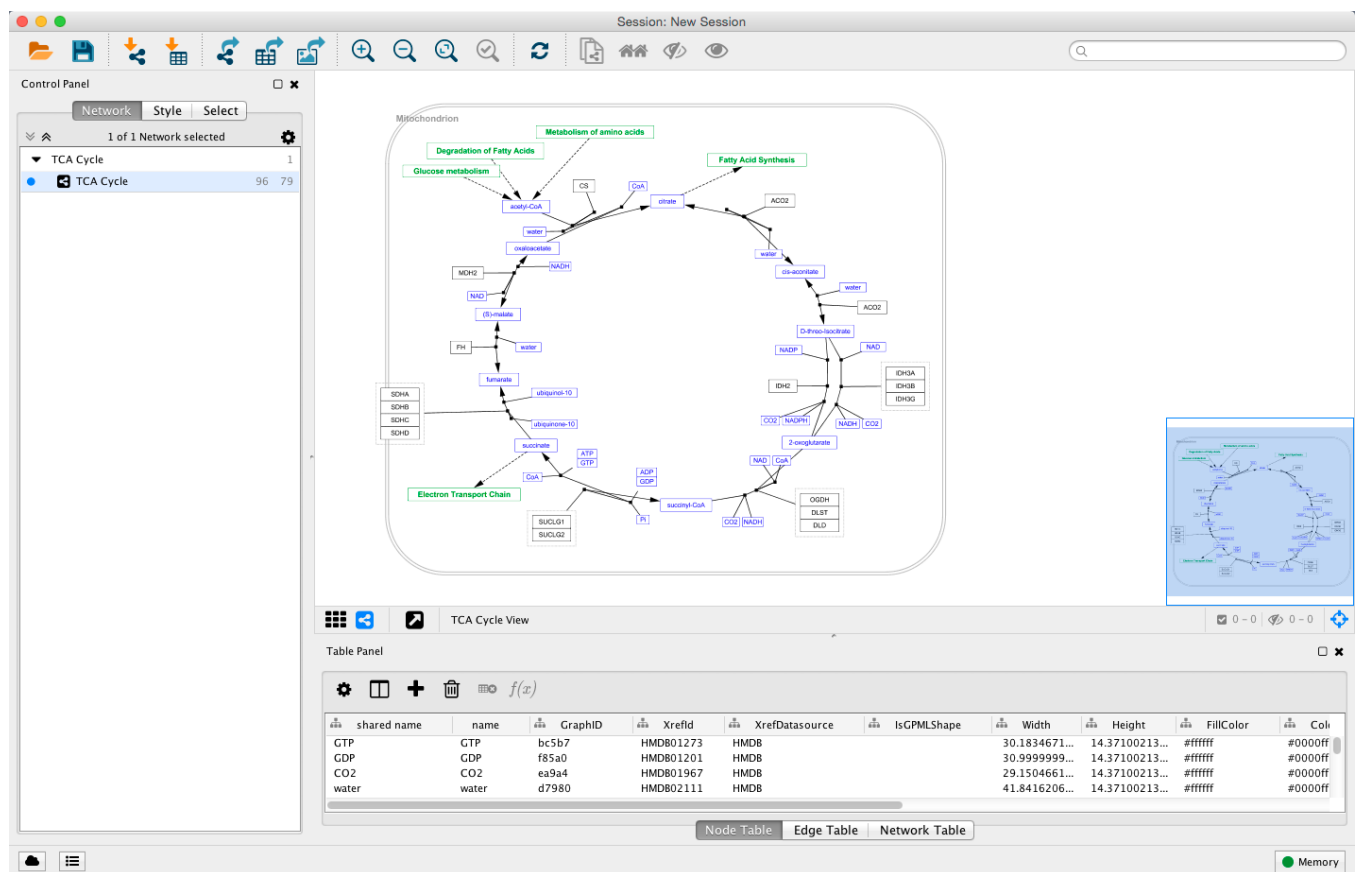 Session: New Session
Control Panel
Network Style Select
1 of 1 Network selected
TCA Cycle 1
TCA Cycle 96 79
Mitochondrion
Metabolism of amino acids
Degradation of Fatty Acids
Fatty Acid Synthesis
Glucose metabolism
CS
CoA
acetyl-CoA
citrate
ACO2
water
oxaloacetate
water
NADH
MDH2
cis-aconitate
water
NAD
ACO2
(S)-malate
D-threo-Isocitrate
FH
water
NADP
NAD
fumarate
IDH2
IDH3A
IDH3B
IDH3G
SDHA
SDHB
SDHC
SDHD
ubiquinol-10
ubiquinone-10
CO2 NADPH
NADH CO2
succinate
2-oxoglutarate
ATP
GTP
CoA
NAD CoA
ADP
GDP
Electron Transport Chain
succinyl-CoA
OGDH
DLST
DLD
SUCLG1
SUCLG2
Pi
CO2 NADH
TCA Cycle View
0 - 0
0 - 0
Table Panel
f(x)
shared name name GraphID XrefId XrefDatasource IsGPMLShape Width Height FillColor Col
GTP GTP bc5b7 HMDB01273 HMDB 30.1834671... 14.37100213... #ffffff #0000ff
GDP GDP f85a0 HMDB01201 HMDB 30.9999999... 14.37100213... #ffffff #0000ff
CO2 CO2 ea9a4 HMDB01967 HMDB 29.1504661... 14.37100213... #ffffff #0000ff
water water d7980 HMDB02111 HMDB 41.8416206... 14.37100213... #ffffff #0000ff
Node Table Edge Table Network Table
Memory